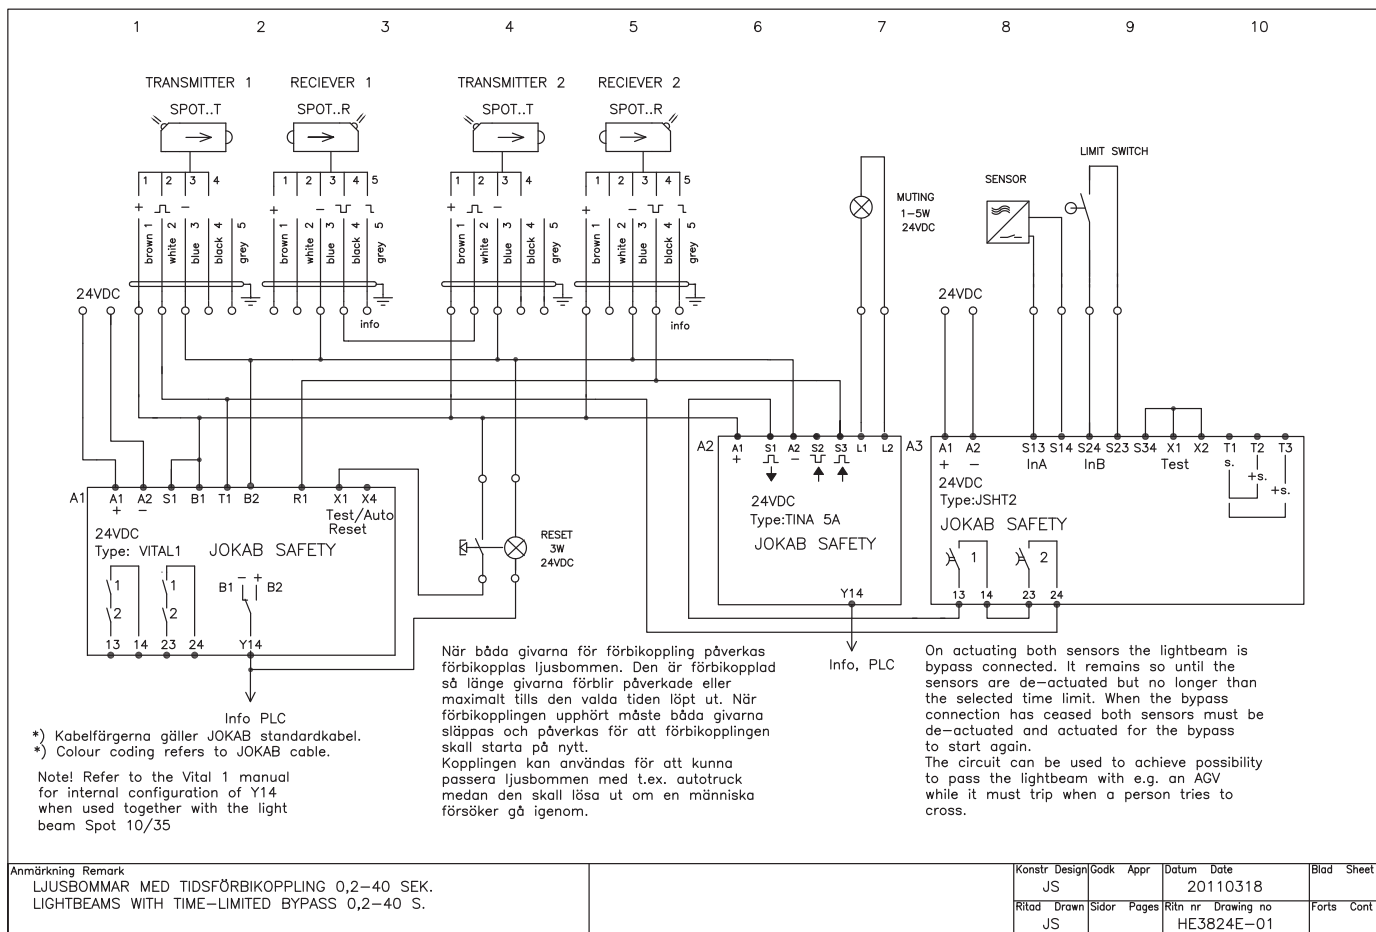 1 2 3 4 5 6 7 8 9 10
TRANSMITTER 1 RECIEVER 1 TRANSMITTER 2 RECIEVER 2
SPOT..T SPOT..R SPOT..T SPOT..R
LIMIT SWITCH
SENSOR
1 2 3 4 1 2 3 4 5 1 2 3 4 1 2 3 4 5
+ − + − + − + −
MUTING
1−5W
24VDC
brown 1 white 2 blue 3 black 4 grey 5
brown 1 white 2 blue 3 black 4 grey 5
brown 1 white 2 blue 3 black 4 grey 5
brown 1 white 2 blue 3 black 4 grey 5
24VDC 24VDC
info info
A2 A1 S1 A2 S2 S3 L1 L2
+ −
24VDC
Type:TINA 5A
JOKAB SAFETY
Y14
Info, PLC
A3 A1 A2 S13 S14 S24 S23 S34 X1 X2 T1 T2 T3
+ − InA InB Test s. +s. +s.
24VDC
Type:JSHT2
JOKAB SAFETY
1 2
13 14 23 24
A1 A1 A2 S1 B1 T1 B2 R1 X1 X4
+ − Test/Auto
Reset
24VDC
Type: VITAL1 JOKAB SAFETY
− +
1 1 B1 B2
2 2
13 14 23 24 Y14
RESET
3W
24VDC
Info PLC
*) Kabelfärgerna gäller JOKAB standardkabel.
*) Colour coding refers to JOKAB cable.
Note! Refer to the Vital 1 manual
for internal configuration of Y14
when used together with the light
beam Spot 10/35
När båda givarna för förbikoppling påverkas
förbikopplas ljusbommen. Den är förbikopplad
så länge givarna förblir påverkade eller
maximalt tills den valda tiden löpt ut. När
förbikopplingen upphört måste båda givarna
släppas och påverkas för att förbikopplingen
skall starta på nytt.
Kopplingen kan användas för att kunna
passera ljusbommen med t.ex. autotruck
medan den skall lösa ut om en människa
försöker gå igenom.
On actuating both sensors the lightbeam is
bypass connected. It remains so until the
sensors are de−actuated but no longer than
the selected time limit. When the bypass
connection has ceased both sensors must be
de−actuated and actuated for the bypass
to start again.
The circuit can be used to achieve possibility
to pass the lightbeam with e.g. an AGV
while it must trip when a person tries to
cross.
Anmärkning Remark
LJUSBOMMAR MED TIDSFÖRBIKOPPLING 0,2−40 SEK.
LIGHTBEAMS WITH TIME−LIMITED BYPASS 0,2−40 S.
Konstr Design Godk Appr Datum Date Blad Sheet
JS 20110318
Ritad Drawn Sidor Pages Ritn nr Drawing no Forts Cont
JS HE3824E−01